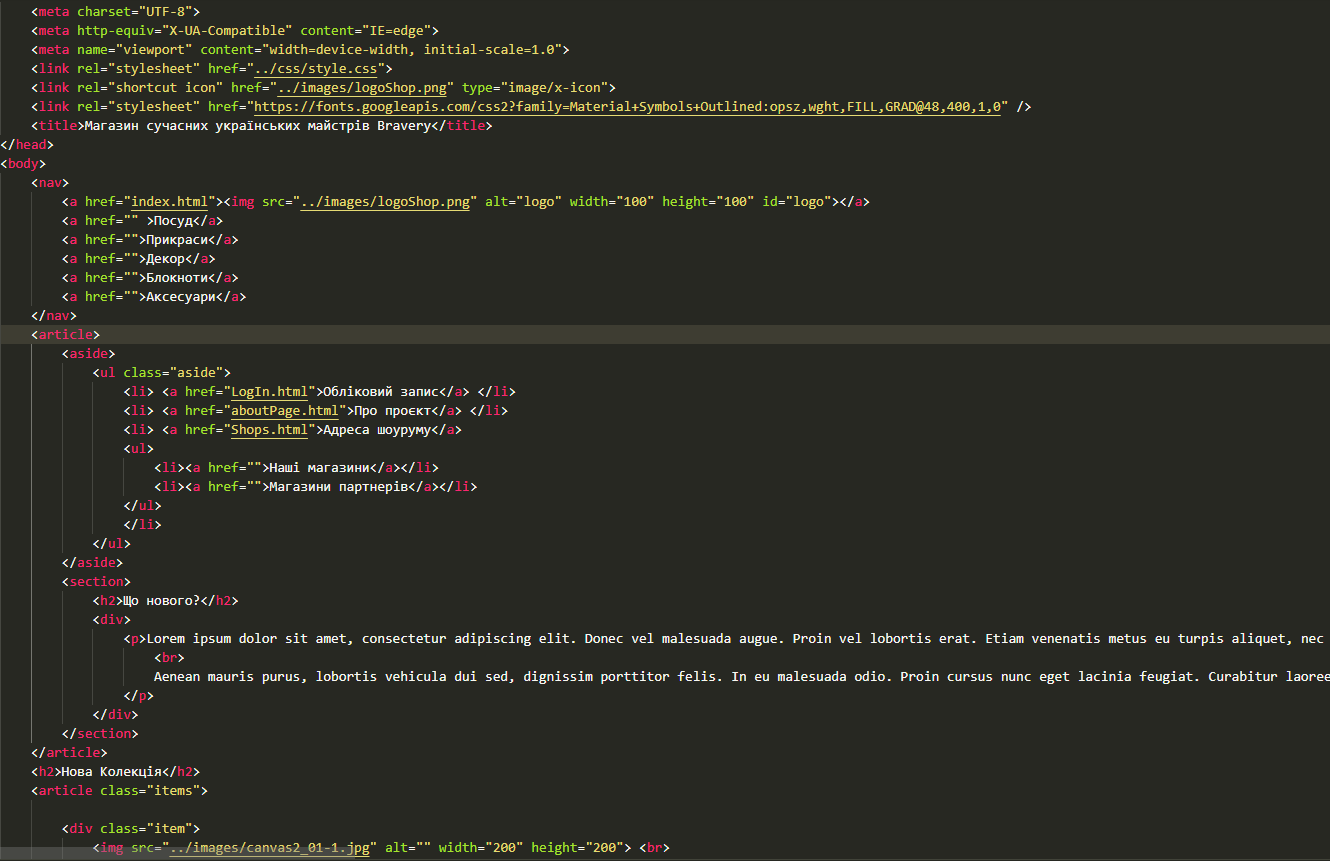 <meta charset="UTF-8">
<meta http-equiv="X-UA-Compatible" content="IE=edge">
<meta name="viewport" content="width=device-width, initial-scale=1.0">
<link rel="stylesheet" href="../css/style.css">
<link rel="shortcut icon" href="../images/logoShop.png" type="image/x-icon">
<link rel="stylesheet" href="https://fonts.googleapis.com/css2?family=Material+Symbols+Outlined:opsz,wght,FILL,GRAD@48,400,1,0" />
<title>Магазин сучасних українських майстрів Bravery</title>
</head>
<body>
<nav>
<a href="index.html"><img src="../images/logoShop.png" alt="logo" width="100" height="100" id="logo"></a>
<a href="" >Посуд</a>
<a href="">Прикраси</a>
<a href="">Декор</a>
<a href="">Блокноти</a>
<a href="">Аксесуари</a>
</nav>
<article>
<aside>
<ul class="aside">
<li> <a href="LogIn.html">Обліковий запис</a> </li>
<li> <a href="aboutPage.html">Про проєкт</a> </li>
<li> <a href="Shops.html">Адреса шоуруму</a>
<ul>
<li><a href="">Наші магазини</a></li>
<li><a href="">Магазини партнерів</a></li>
</ul>
</li>
</ul>
</aside>
<section>
<h2>Що нового?</h2>
<div>
<p>Lorem ipsum dolor sit amet, consectetur adipiscing elit. Donec vel malesuada augue. Proin vel lobortis erat. Etiam venenatis metus eu turpis aliquet, nec
<br>
Aenean mauris purus, lobortis vehicula dui sed, dignissim porttitor felis. In eu malesuada odio. Proin cursus nunc eget lacinia feugiat. Curabitur laoree
</p>
</div>
</section>
</article>
<h2>Нова Колекція</h2>
<article class="items">
<div class="item">
<img src="../images/canvas2_01-1.jpg" alt="" width="200" height="200"> <br>